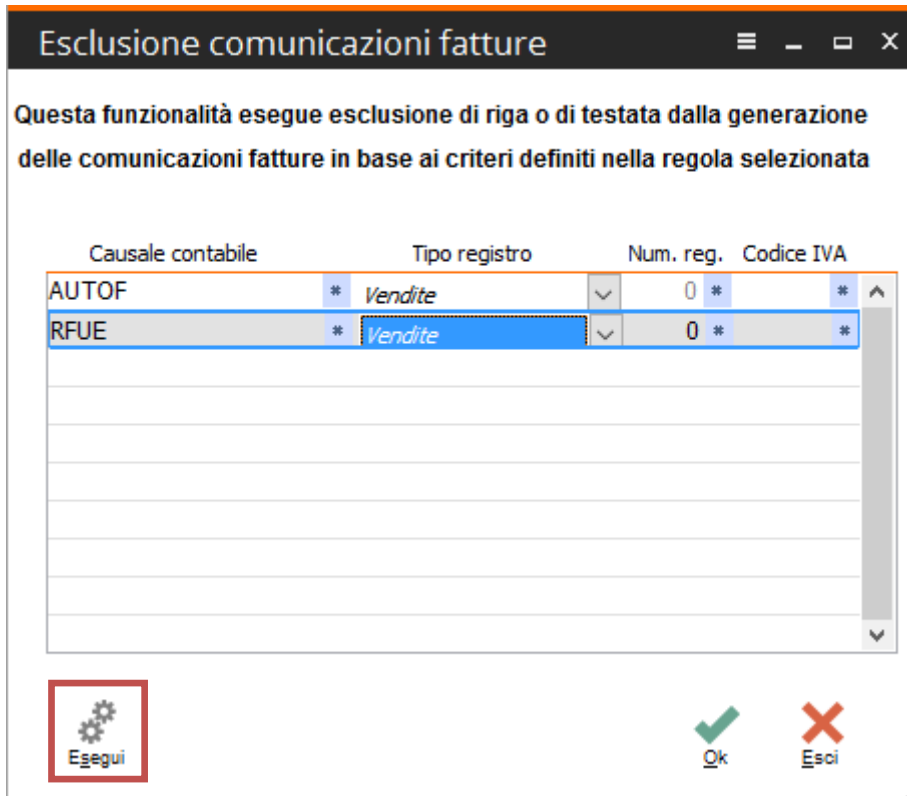 Esclusione comunicazioni fatture
Questa funzionalità esegue esclusione di riga o di testata dalla generazione
delle comunicazioni fatture in base ai criteri definiti nella regola selezionata
Causale contabile Tipo registro Num. reg. Codice IVA
AUTOF * Vendite 0 * *
RFUE * Vendite 0 * *
Esegui Ok Esci